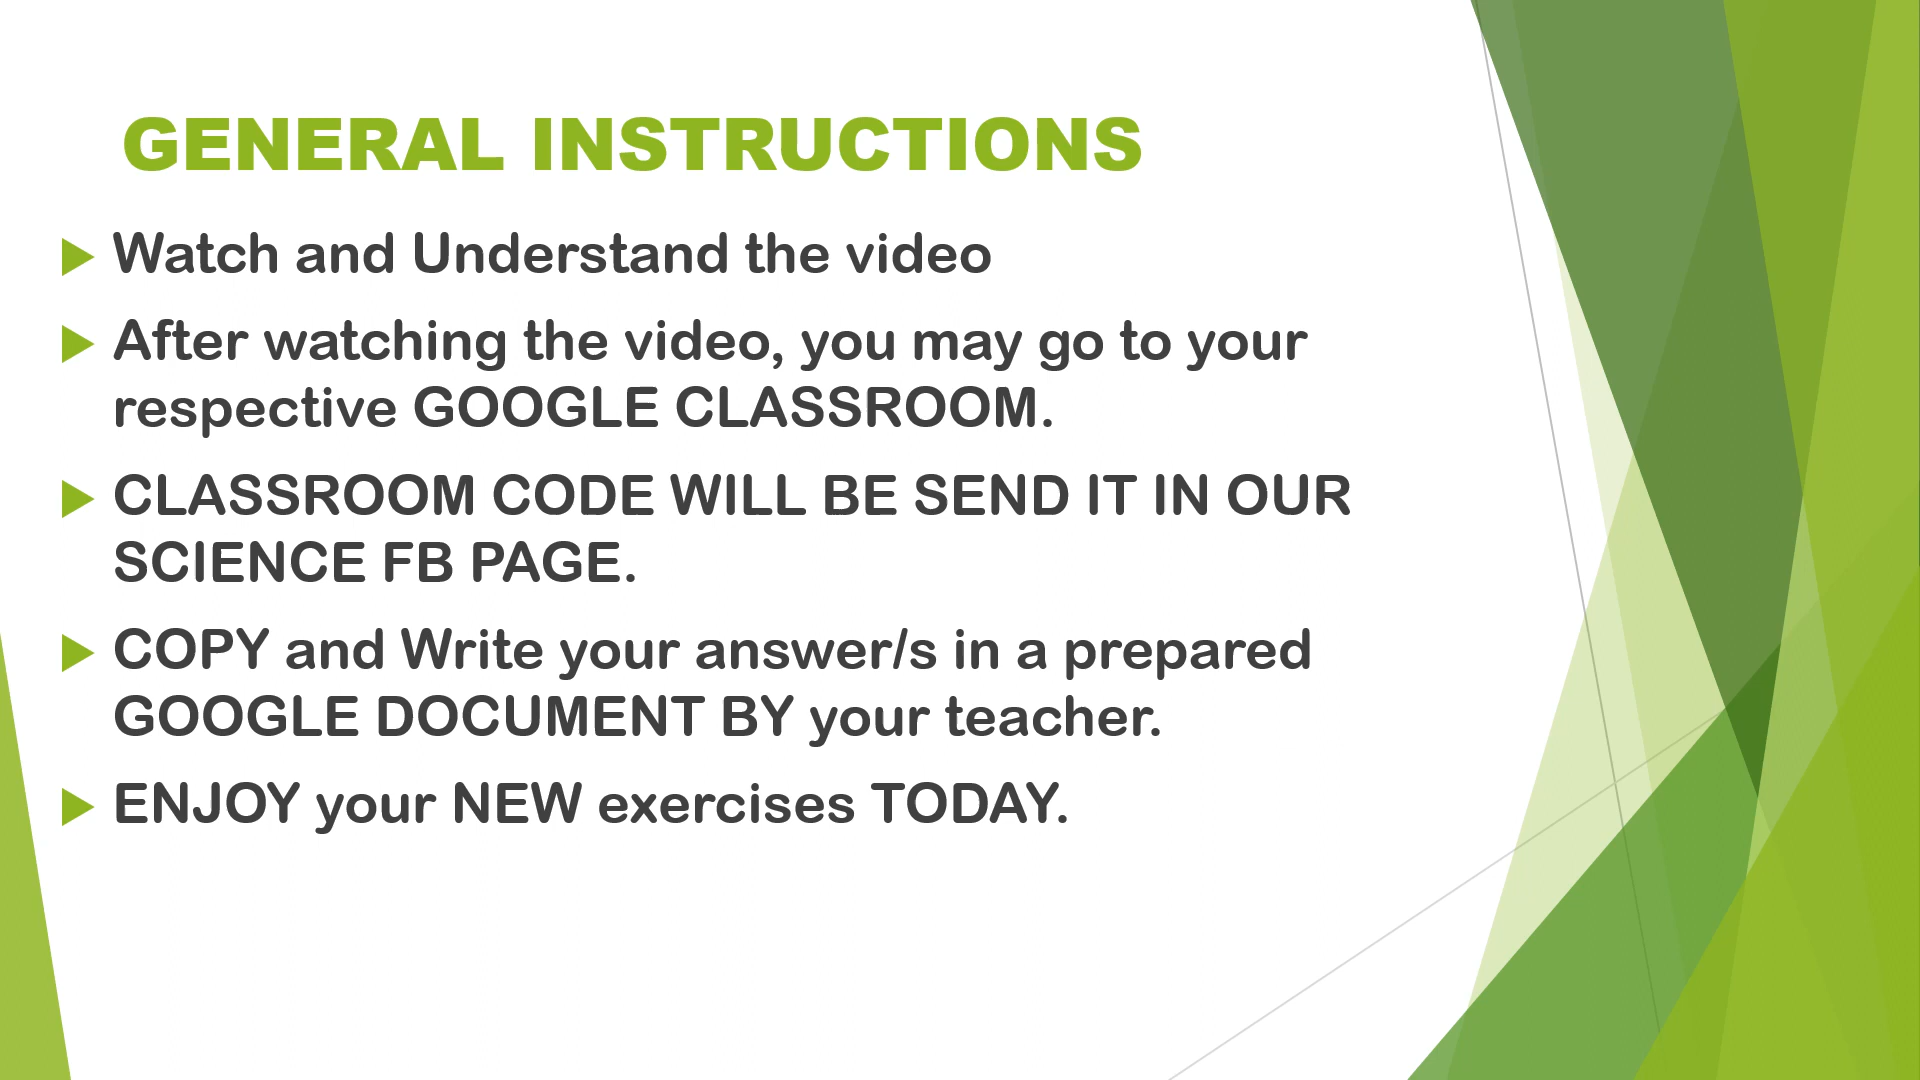 GENERAL INSTRUCTIONS
Watch and Understand the video
After watching the video, you may go to your
respective GOOGLE CLASSROOM.
CLASSROOM CODE WILL BE SEND IT IN OUR
SCIENCE FB PAGE.
COPY and Write your answer/s in a prepared
GOOGLE DOCUMENT BY your teacher.
ENJOY your NEW exercises TODAY.